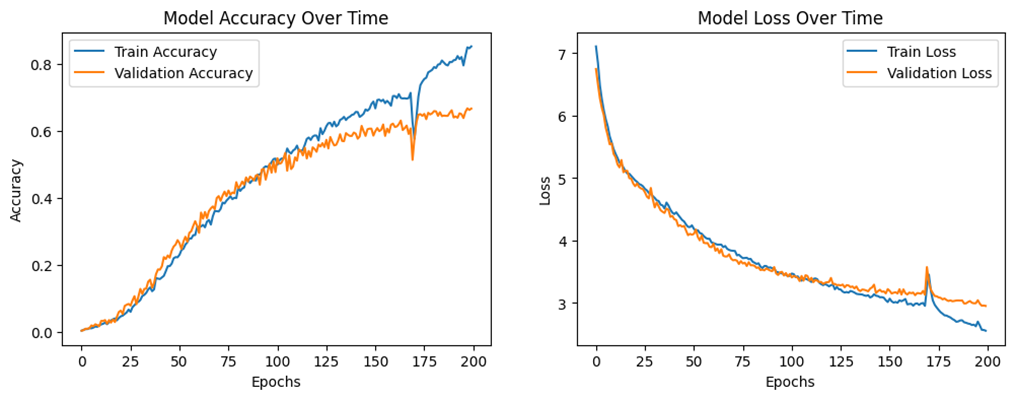 Model Accuracy Over Time
Train Accuracy
Validation Accuracy
0.8
0.6
0.4
0.2
0.0
Accuracy
0 25 50 75 100 125 150 175 200
Epochs
Model Loss Over Time
Train Loss
Validation Loss
7
6
5
4
3
Loss
0 25 50 75 100 125 150 175 200
Epochs